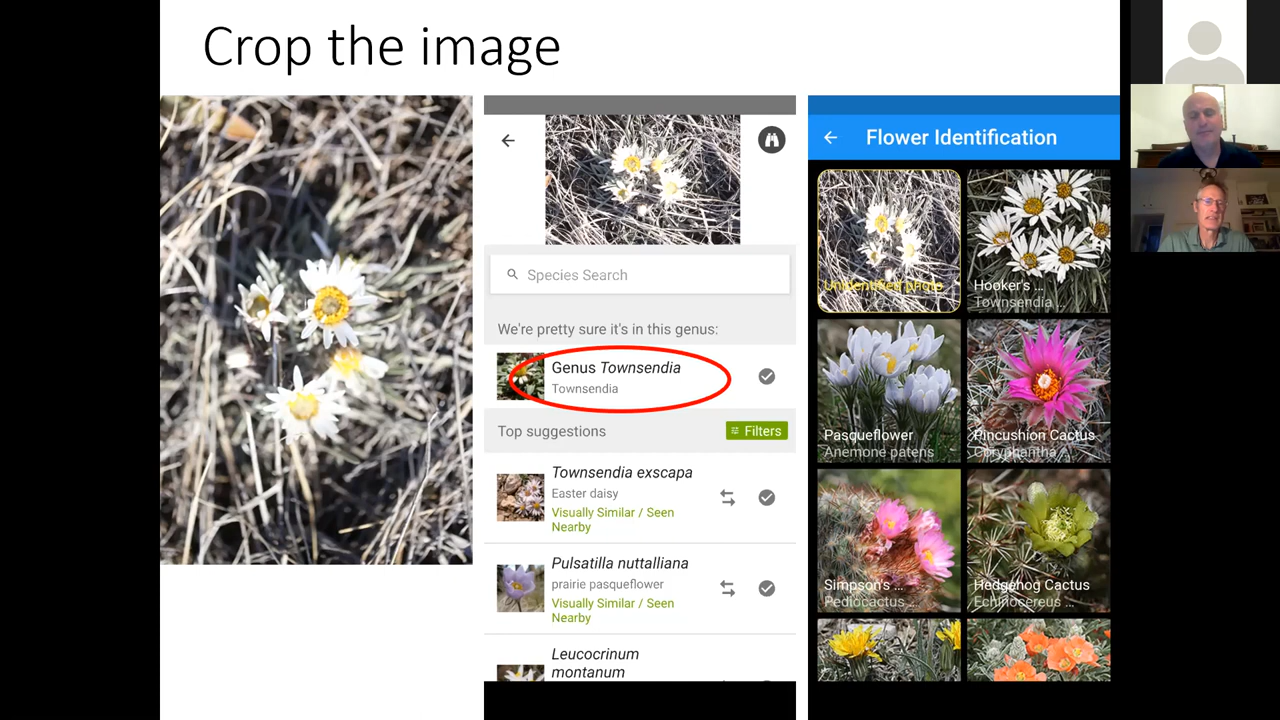 Crop the image
Species Search
We're pretty sure it's in this genus:
Genus Townsendia
Townsendia
Top suggestions
Filters
Townsendia exscapa
Easter daisy
Visually Similar / Seen
Nearby
Pulsatilla nuttalliana
prairie pasqueflower
Visually Similar / Seen
Nearby
Leucocrinum
montanum
Flower Identification
Unidentified photo
Hooker's ...
Townsendia ...
Pasqueflower
Anemone patens
Pincushion Cactus
Coryphantha ...
Simpson's ...
Pediocactus ...
Hedgehog Cactus
Echinocereus ...